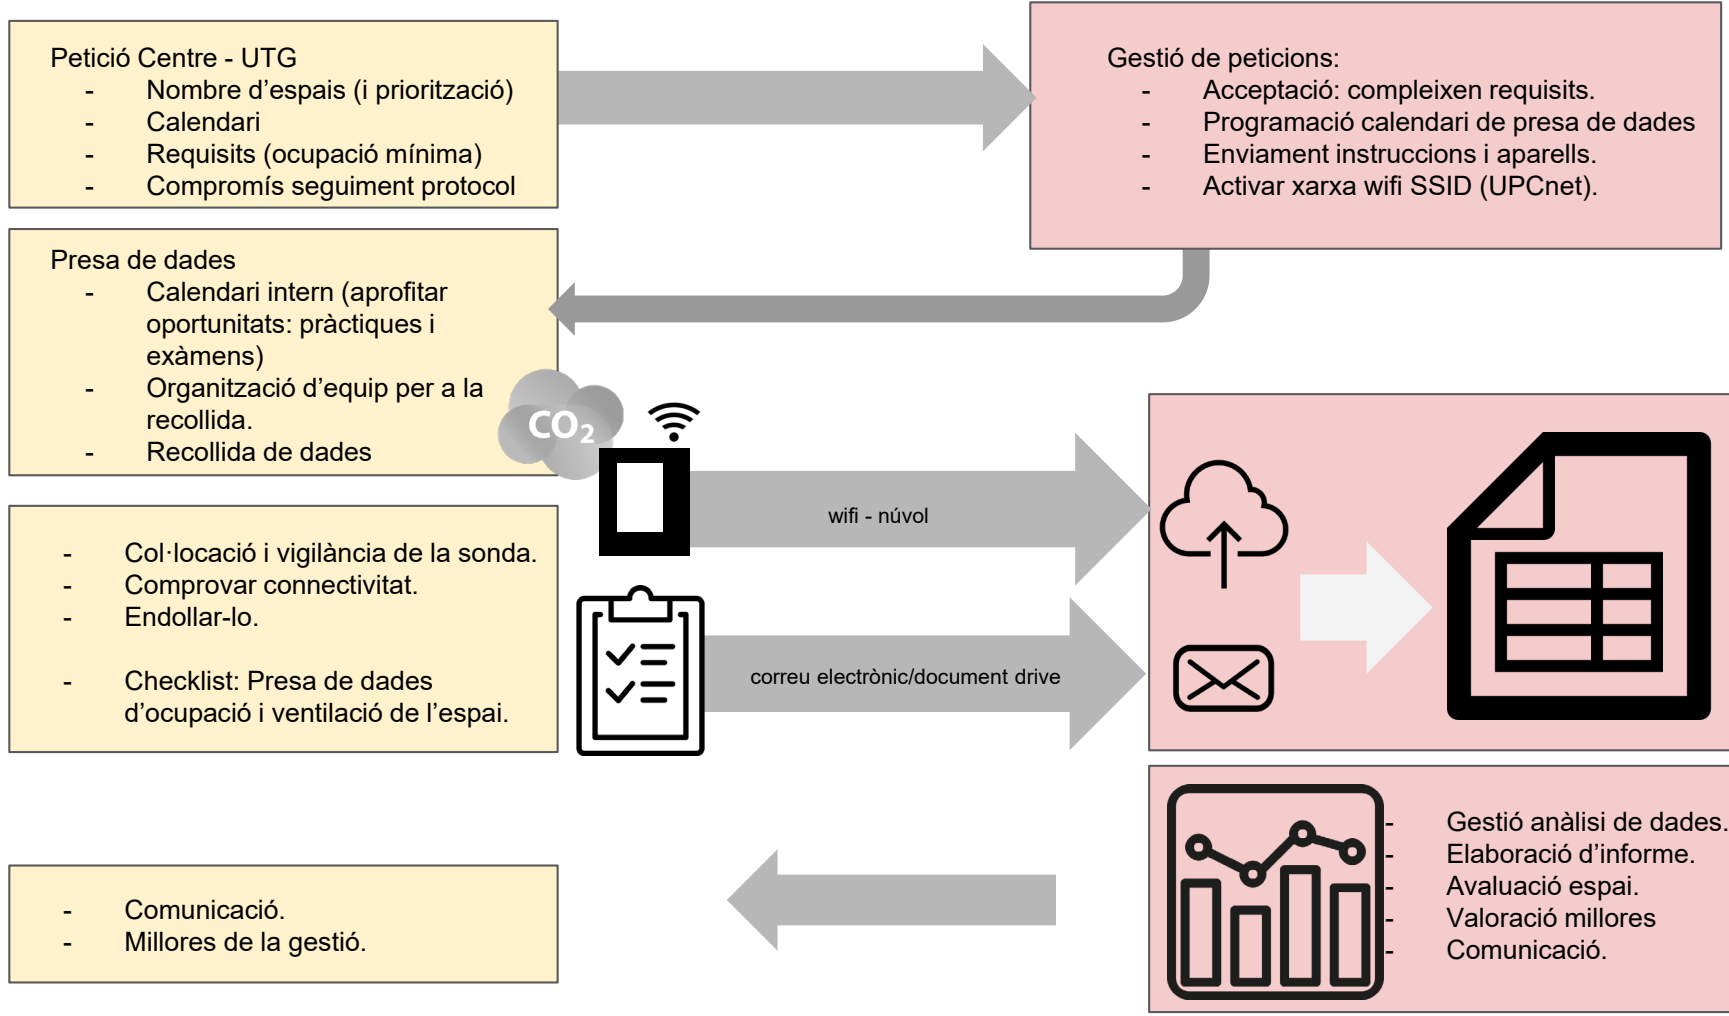 Petició Centre - UTG
- Nombre d'espais (i priorització)
- Calendari
- Requisits (ocupació mínima)
- Compromís seguiment protocol
Gestió de peticions:
- Acceptació: compleixen requisits.
- Programació calendari de presa de dades
- Enviament instruccions i aparells.
- Activar xarxa wifi SSID (UPCnet).
Presa de dades
- Calendari intern (aprofitar
oportunitats: pràctiques i
exàmens)
- Organització d'equip per a la
recollida.
- Recollida de dades
CO₂
wifi - núvol
- Col·locació i vigilància de la sonda.
- Comprovar connectivitat.
- Endollar-lo.
- Checklist: Presa de dades
d'ocupació i ventilació de l'espai.
correu electrònic/document drive
- Gestió anàlisi de dades.
- Elaboració d'informe.
- Avaluació espai.
- Valoració millores
- Comunicació.
- Comunicació.
- Millores de la gestió.